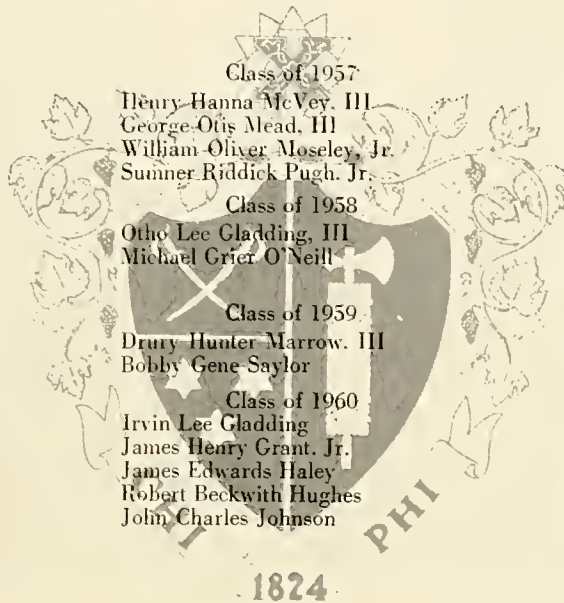 Class of 1957
Henry Hanna McVey, III
George Otis Mead, III
William Oliver Moseley, Jr.
Sumner Riddick Pugh, Jr.
Class of 1958
Otho Lee Gladding, III
Michael Grier O'Neill
Class of 1959
Drury Hunter Marrow, III
Bobby Gene Saylor
Class of 1960
Irvin Lee Gladding
James Henry Grant, Jr.
James Edwards Haley
Robert Beckwith Hughes
John Charles Johnson
CHI PHI
1824